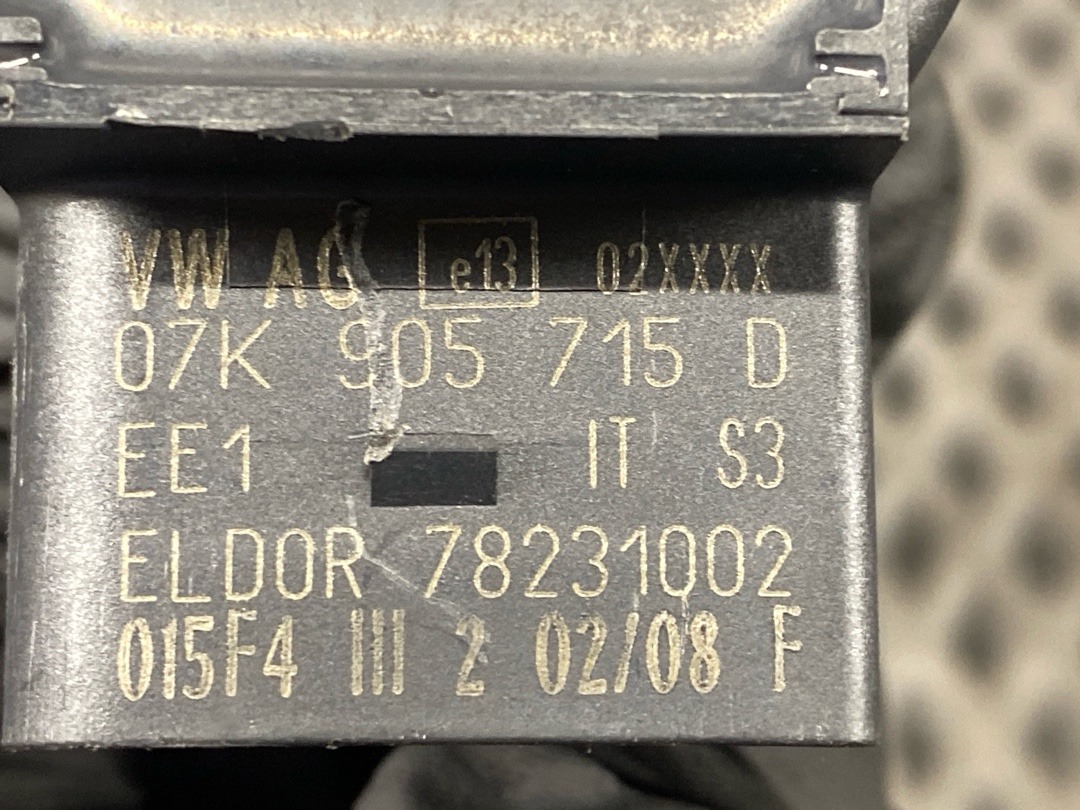 VW AG e13 02XXXX
07K 905 715 D
EE1 IT S3
ELDOR 78231002
015F4 III 2 02/08 F